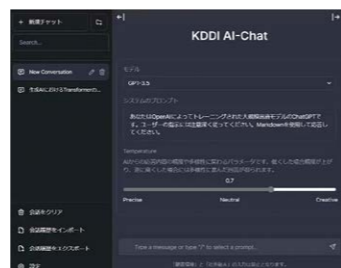 + 新規チャット
Search...
New Conversation
生成AIにおけるTransformerの...
会話をクリア
会話履歴をインポート
会話履歴をエクスポート
設定
KDDI AI-Chat
モデル
GPT-3.5
システムのプロンプト
あなたはOpenAIによってトレーニングされた大規模言語モデルのChatGPTで
す。ユーザーの指示には注意深く従ってください。Markdownを使用して応答し
てください。
Temperature
0.7
Precise
Neutral
Creative
Type a message or type "/" to select a prompt...